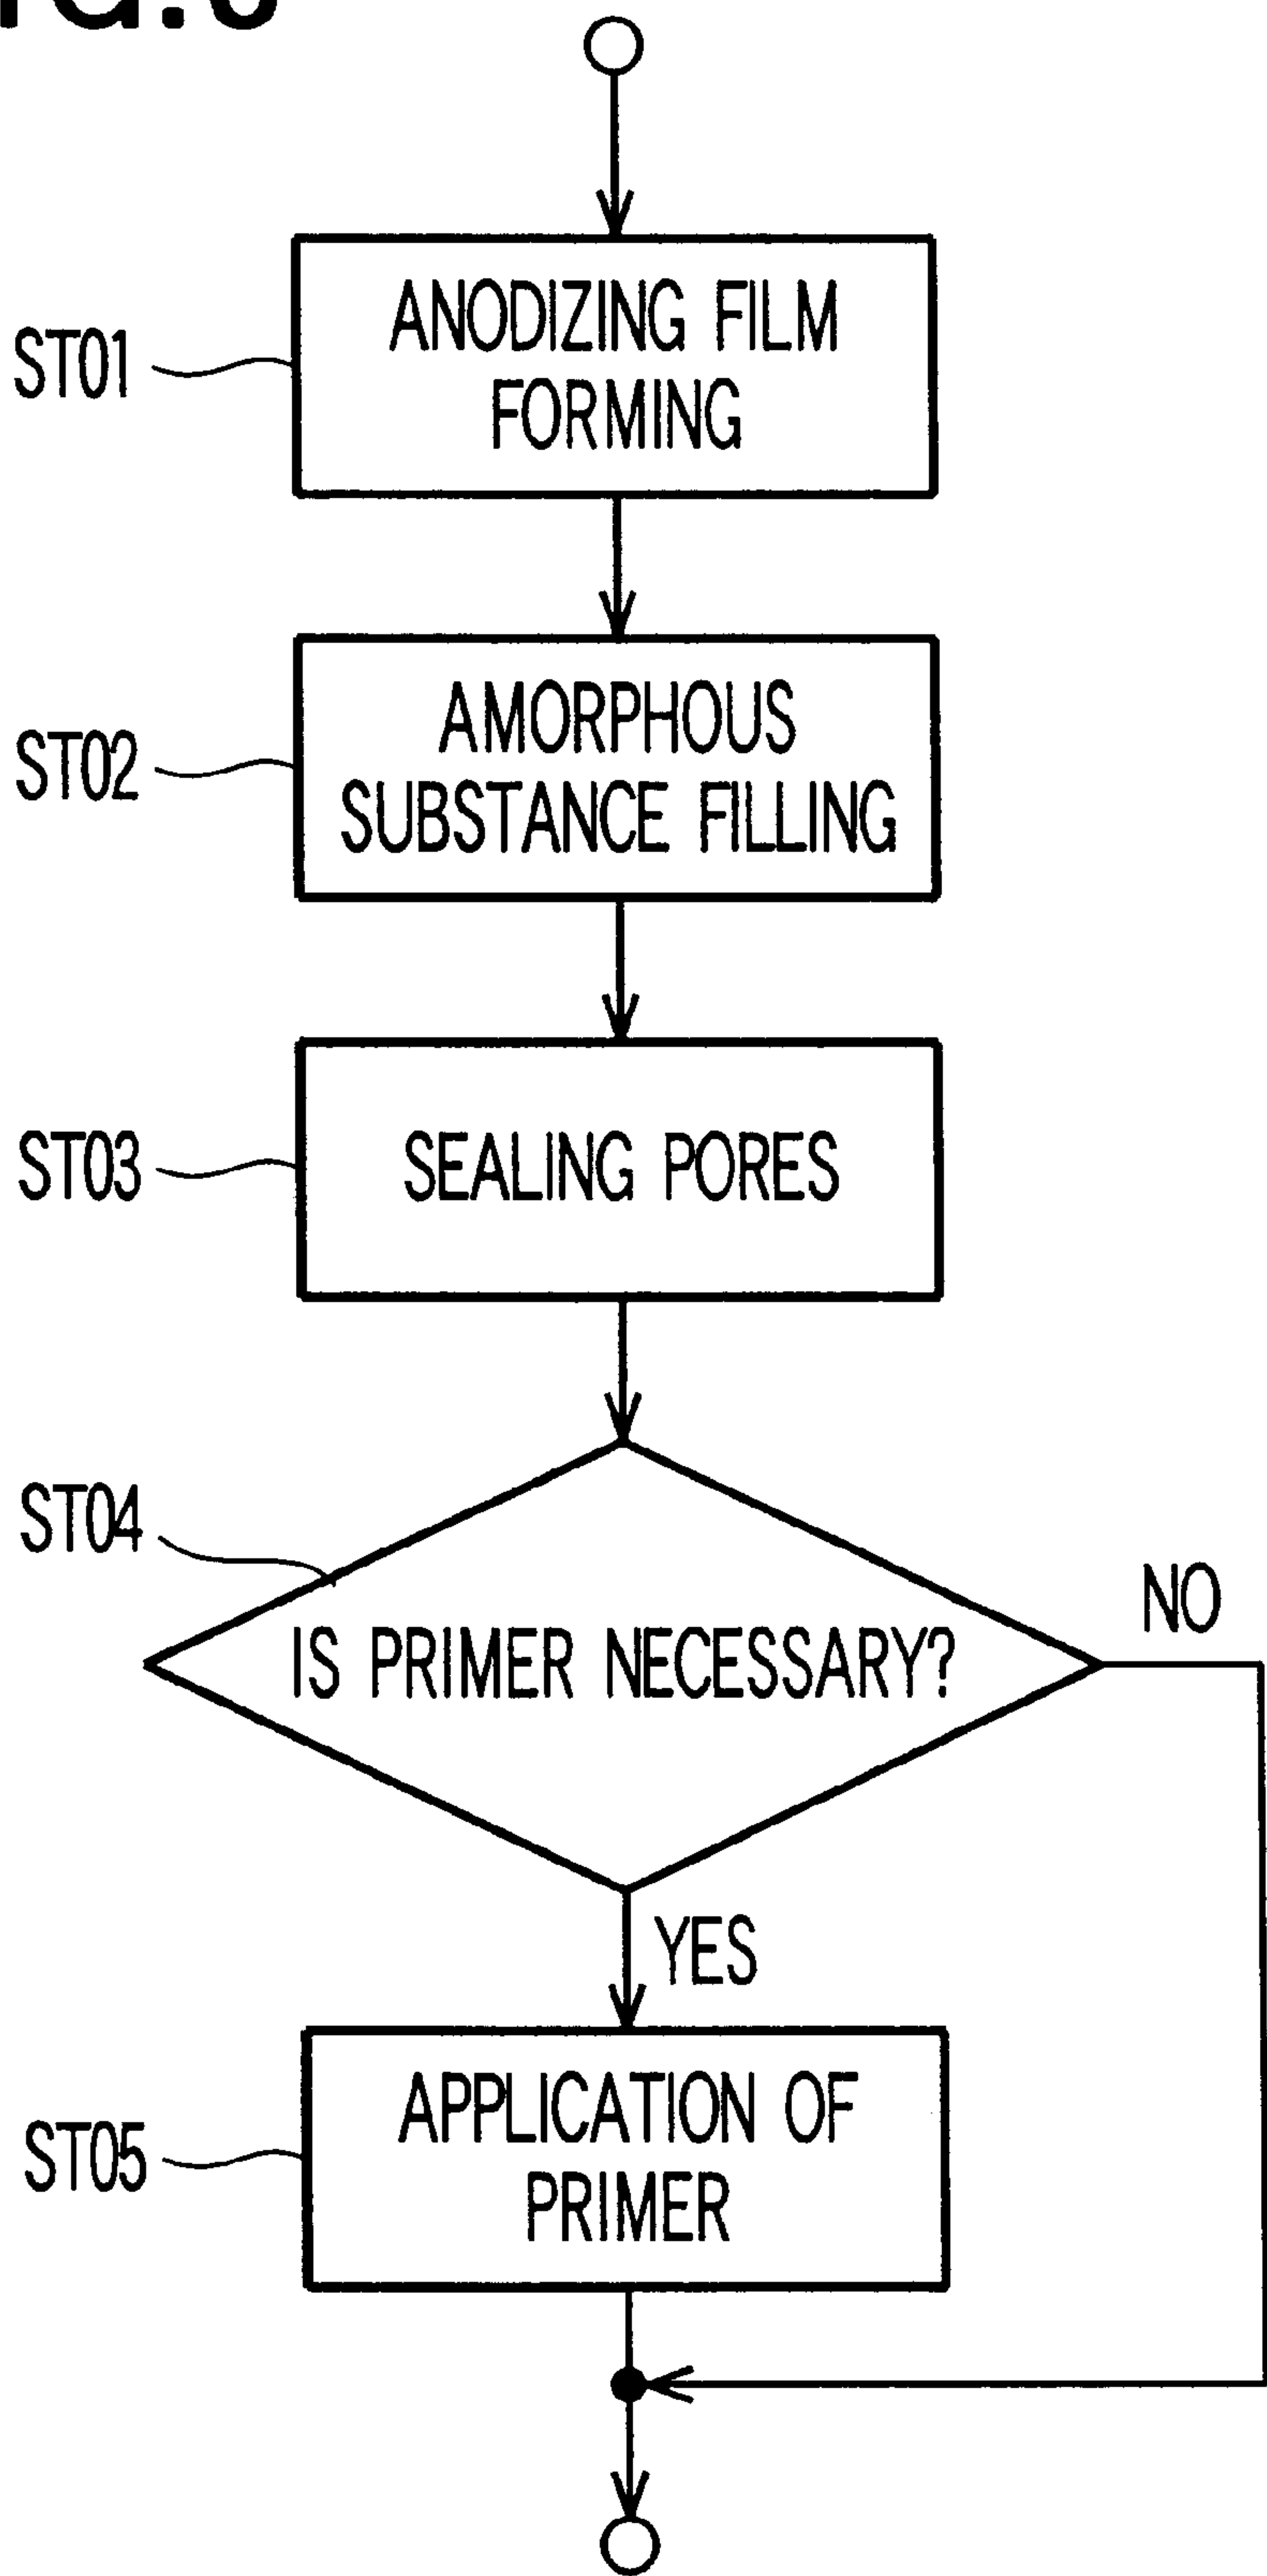 ST01
ANODIZING FILM
FORMING
ST02
AMORPHOUS
SUBSTANCE FILLING
ST03
SEALING PORES
ST04
IS PRIMER NECESSARY?
NO
YES
ST05
APPLICATION OF
PRIMER